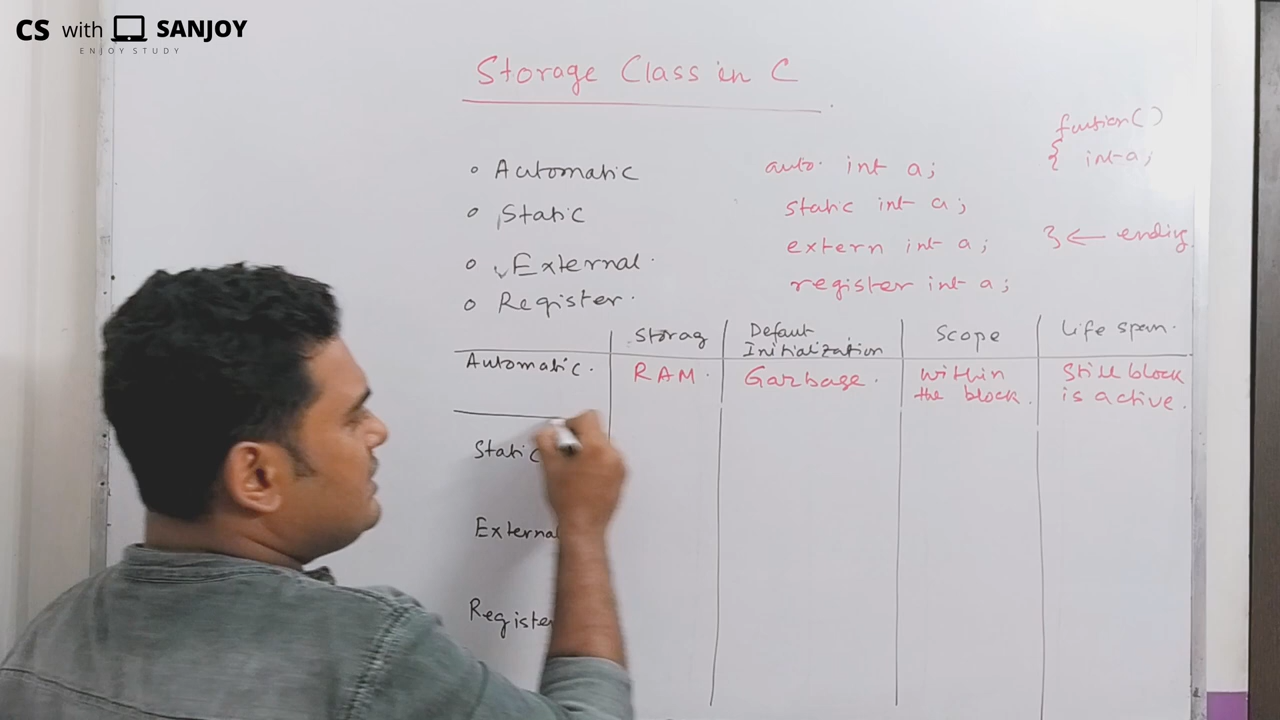 CS with SANJOY
ENJOY STUDY
Storage Class in C
function()
{ int a;
} ← ending
• Automatic auto int a;
• Static static int a;
• External extern int a;
• Register register int a;
Storag Defaut Initialization Scope Life span
Automatic RAM Garbage within the block Still block is active
Static
External
Register